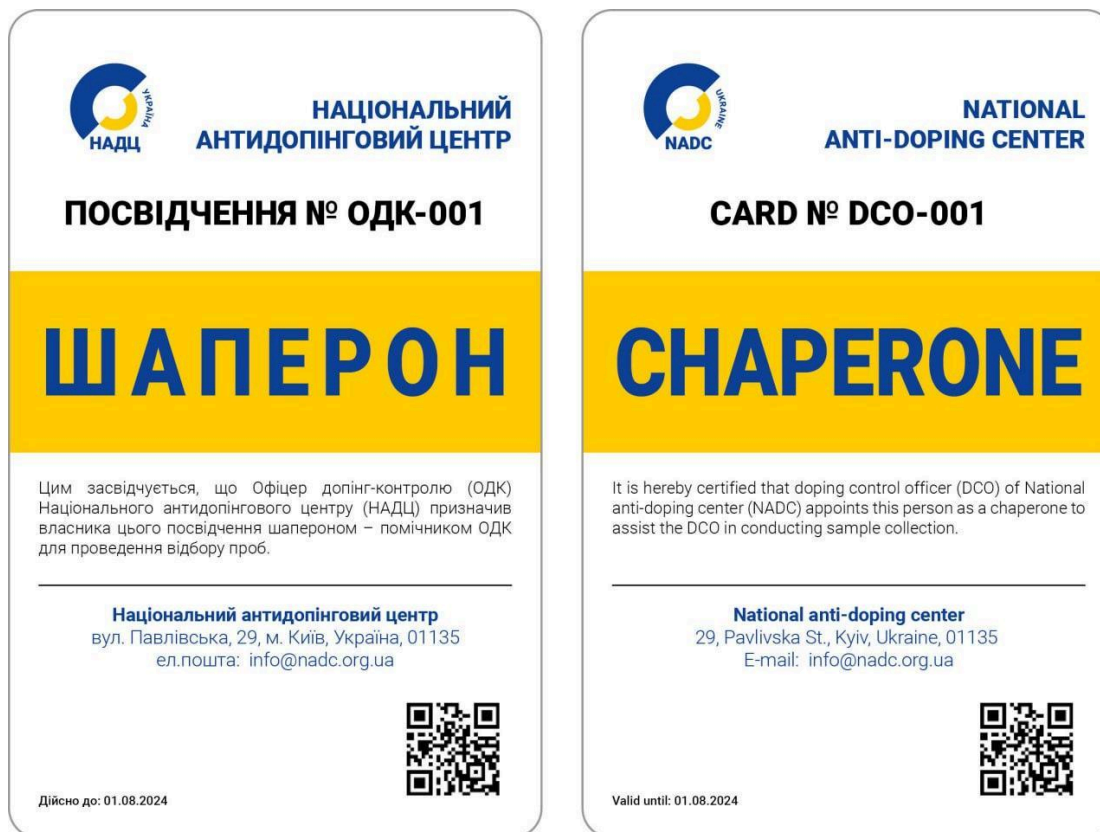 УКРАЇНА
НАДЦ
НАЦІОНАЛЬНИЙ
АНТИДОПІНГОВИЙ ЦЕНТР
ПОСВІДЧЕННЯ № ОДК-001
ШАПЕРОН
Цим засвідчується, що Офіцер допінг-контролю (ОДК)
Національного антидопінгового центру (НАДЦ) призначив
власника цього посвідчення шапероном – помічником ОДК
для проведення відбору проб.
Національний антидопінговий центр
вул. Павлівська, 29, м. Київ, Україна, 01135
ел.пошта: info@nadc.org.ua
Дійсно до: 01.08.2024
UKRAINE
NADC
NATIONAL
ANTI-DOPING CENTER
CARD № DCO-001
CHAPERONE
It is hereby certified that doping control officer (DCO) of National
anti-doping center (NADC) appoints this person as a chaperone to
assist the DCO in conducting sample collection.
National anti-doping center
29, Pavlivska St., Kyiv, Ukraine, 01135
E-mail: info@nadc.org.ua
Valid until: 01.08.2024